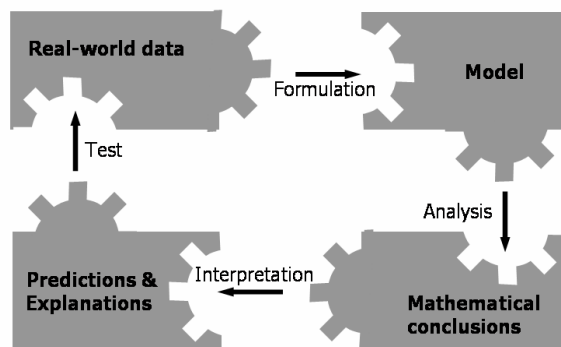 Real-world data
Formulation
Model
Test
Analysis
Predictions &
Explanations
Interpretation
Mathematical
conclusions